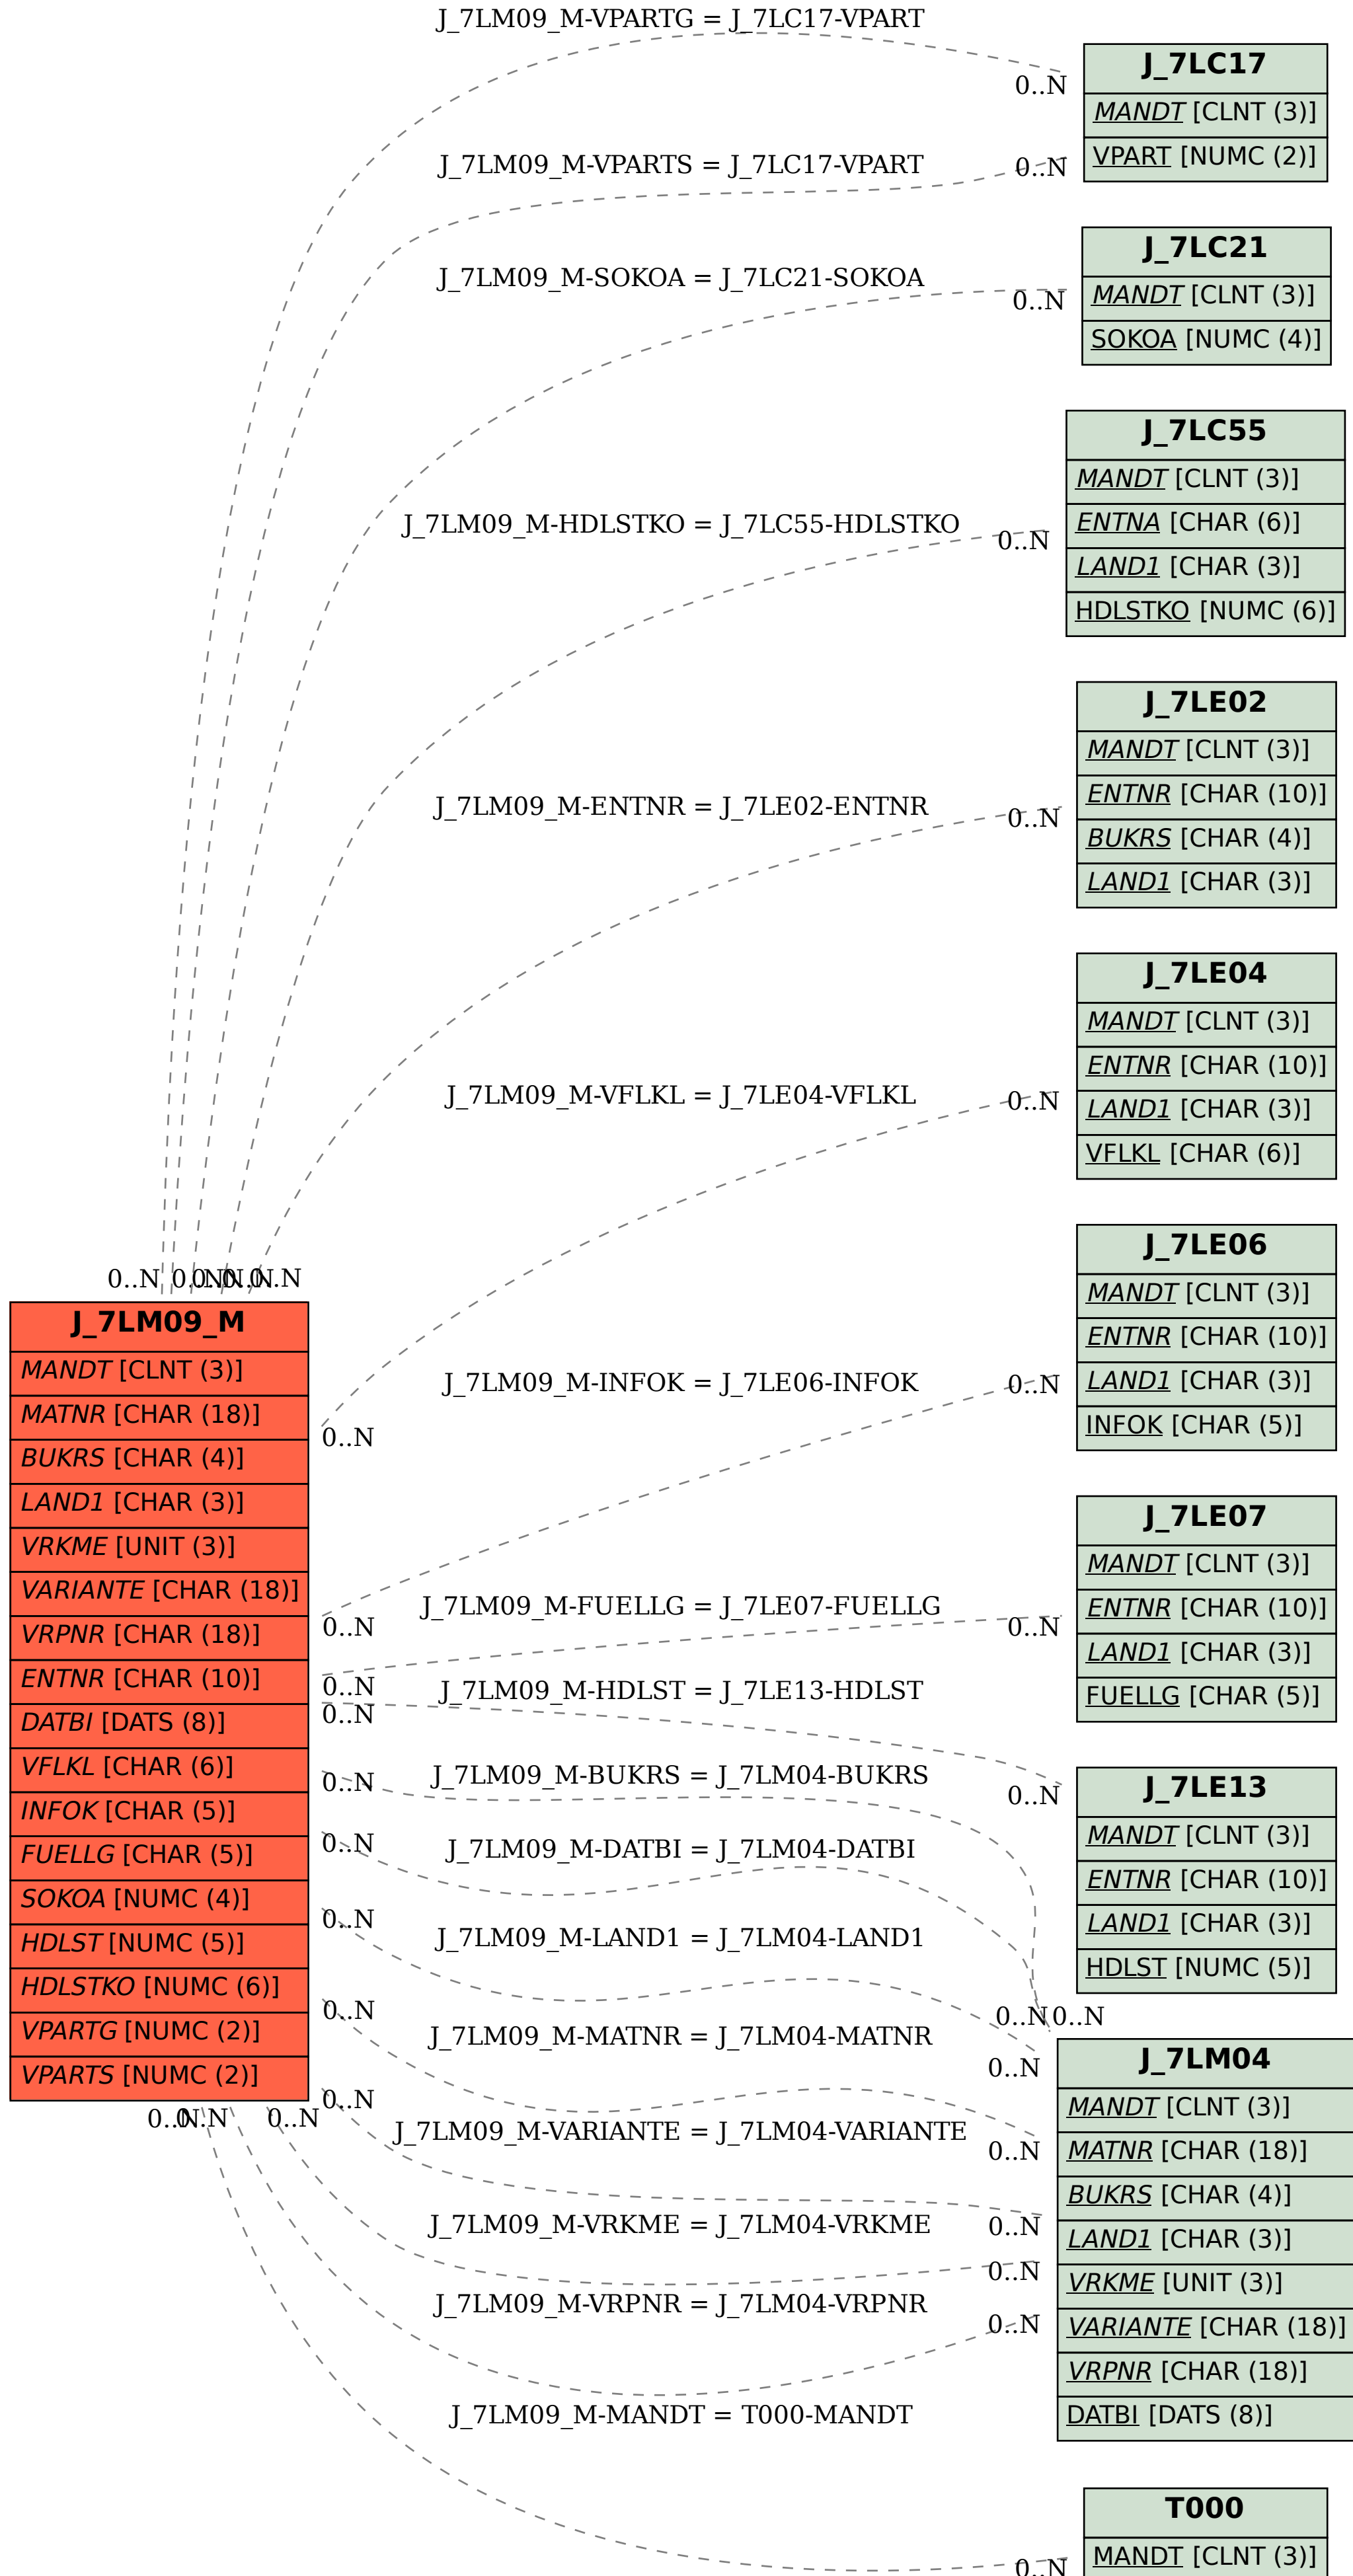 J_7LM09_M-VPARTG = J_7LC17-VPART
0..N
J_7LC17
MANDT [CLNT (3)]
VPART [NUMC (2)]
J_7LM09_M-VPARTS = J_7LC17-VPART
0..N
J_7LC21
MANDT [CLNT (3)]
SOKOA [NUMC (4)]
J_7LM09_M-SOKOA = J_7LC21-SOKOA
0..N
J_7LC55
MANDT [CLNT (3)]
ENTNA [CHAR (6)]
LAND1 [CHAR (3)]
HDLSTKO [NUMC (6)]
J_7LM09_M-HDLSTKO = J_7LC55-HDLSTKO
0..N
J_7LE02
MANDT [CLNT (3)]
ENTNR [CHAR (10)]
BUKRS [CHAR (4)]
LAND1 [CHAR (3)]
J_7LM09_M-ENTNR = J_7LE02-ENTNR
0..N
J_7LE04
MANDT [CLNT (3)]
ENTNR [CHAR (10)]
LAND1 [CHAR (3)]
VFLKL [CHAR (6)]
J_7LM09_M-VFLKL = J_7LE04-VFLKL
0..N
J_7LE06
MANDT [CLNT (3)]
ENTNR [CHAR (10)]
LAND1 [CHAR (3)]
INFOK [CHAR (5)]
0..N
0..N
0..N
0..N
0..N
J_7LM09_M
MANDT [CLNT (3)]
MATNR [CHAR (18)]
BUKRS [CHAR (4)]
LAND1 [CHAR (3)]
VRKME [UNIT (3)]
VARIANTE [CHAR (18)]
VRPNR [CHAR (18)]
ENTNR [CHAR (10)]
DATBI [DATS (8)]
VFLKL [CHAR (6)]
INFOK [CHAR (5)]
FUELLG [CHAR (5)]
SOKOA [NUMC (4)]
HDLST [NUMC (5)]
HDLSTKO [NUMC (6)]
VPARTG [NUMC (2)]
VPARTS [NUMC (2)]
0..N
J_7LM09_M-INFOK = J_7LE06-INFOK
0..N
0..N
J_7LE07
MANDT [CLNT (3)]
ENTNR [CHAR (10)]
LAND1 [CHAR (3)]
FUELLG [CHAR (5)]
J_7LM09_M-FUELLG = J_7LE07-FUELLG
0..N
0..N
J_7LM09_M-HDLST = J_7LE13-HDLST
0..N
0..N
J_7LE13
MANDT [CLNT (3)]
ENTNR [CHAR (10)]
LAND1 [CHAR (3)]
HDLST [NUMC (5)]
J_7LM09_M-BUKRS = J_7LM04-BUKRS
0..N
J_7LM09_M-DATBI = J_7LM04-DATBI
0..N
J_7LM09_M-LAND1 = J_7LM04-LAND1
0..N
0..N
0..N
0..N
J_7LM09_M-MATNR = J_7LM04-MATNR
0..N
0..N
J_7LM04
MANDT [CLNT (3)]
MATNR [CHAR (18)]
BUKRS [CHAR (4)]
LAND1 [CHAR (3)]
VRKME [UNIT (3)]
VARIANTE [CHAR (18)]
VRPNR [CHAR (18)]
DATBI [DATS (8)]
0..N
J_7LM09_M-VARIANTE = J_7LM04-VARIANTE
0..N
0..N
0..N
0..N
J_7LM09_M-VRKME = J_7LM04-VRKME
0..N
J_7LM09_M-VRPNR = J_7LM04-VRPNR
0..N
J_7LM09_M-MANDT = T000-MANDT
0..N
T000
MANDT [CLNT (3)]